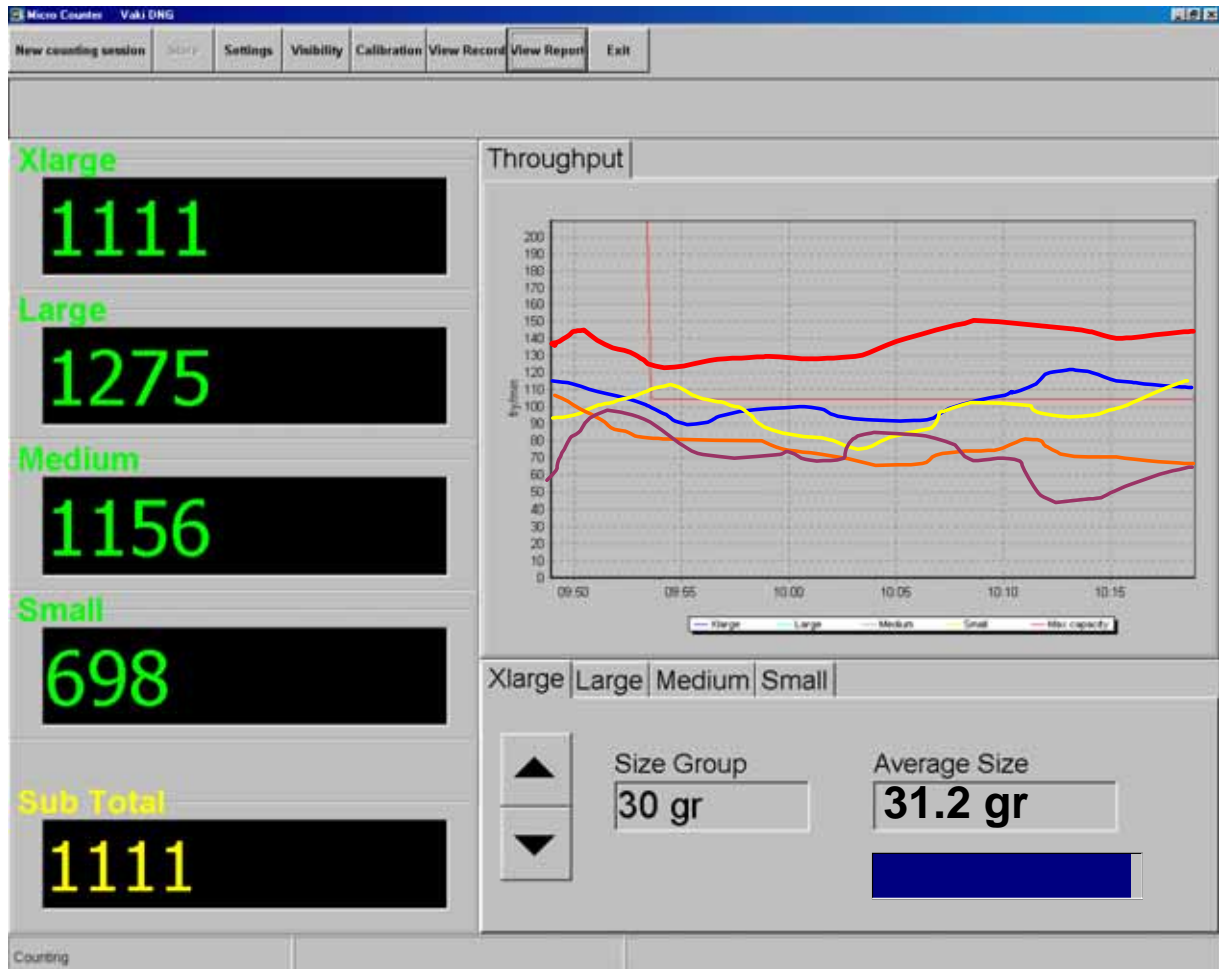 Micro Counter Vaki DNG
New counting session Store Settings Visibility Calibration View Record View Report Exit
Xlarge
1111
Large
1275
Medium
1156
Small
698
Sub Total
1111
Throughput
fry/min
200
190
180
170
160
150
140
130
120
110
100
90
80
70
60
50
40
30
20
10
0
09:50 09:55 10:00 10:05 10:10 10:15
Xlarge Large Medium Small Max capacity
Xlarge Large Medium Small
Size Group Average Size
30 gr 31.2 gr
Counting